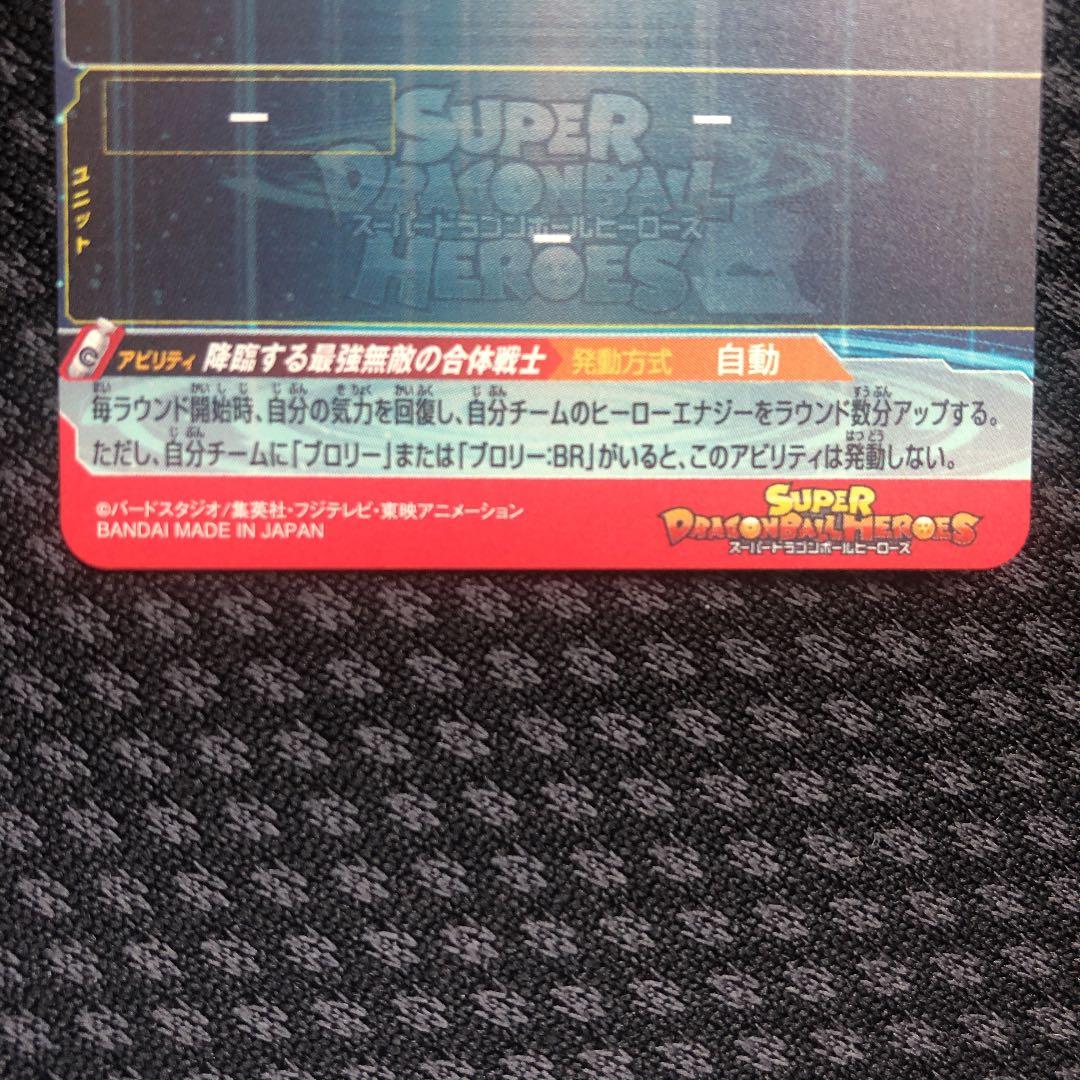 ユニット
SUPER
DRAGONBALL
スーパードラゴンボールヒーローズ
HEROES
アビリティ 降臨する最強無敵の合体戦士 発動方式 自動
毎ラウンド開始時、自分の気力を回復し、自分チームのヒーローエナジーをラウンド数分アップする。
ただし、自分チームに「ブロリー」または「ブロリー:BR」がいると、このアビリティは発動しない。
©バードスタジオ/集英社・フジテレビ・東映アニメーション
BANDAI MADE IN JAPAN
SUPER
DRAGONBALL HEROES
スーパードラゴンボールヒーローズ